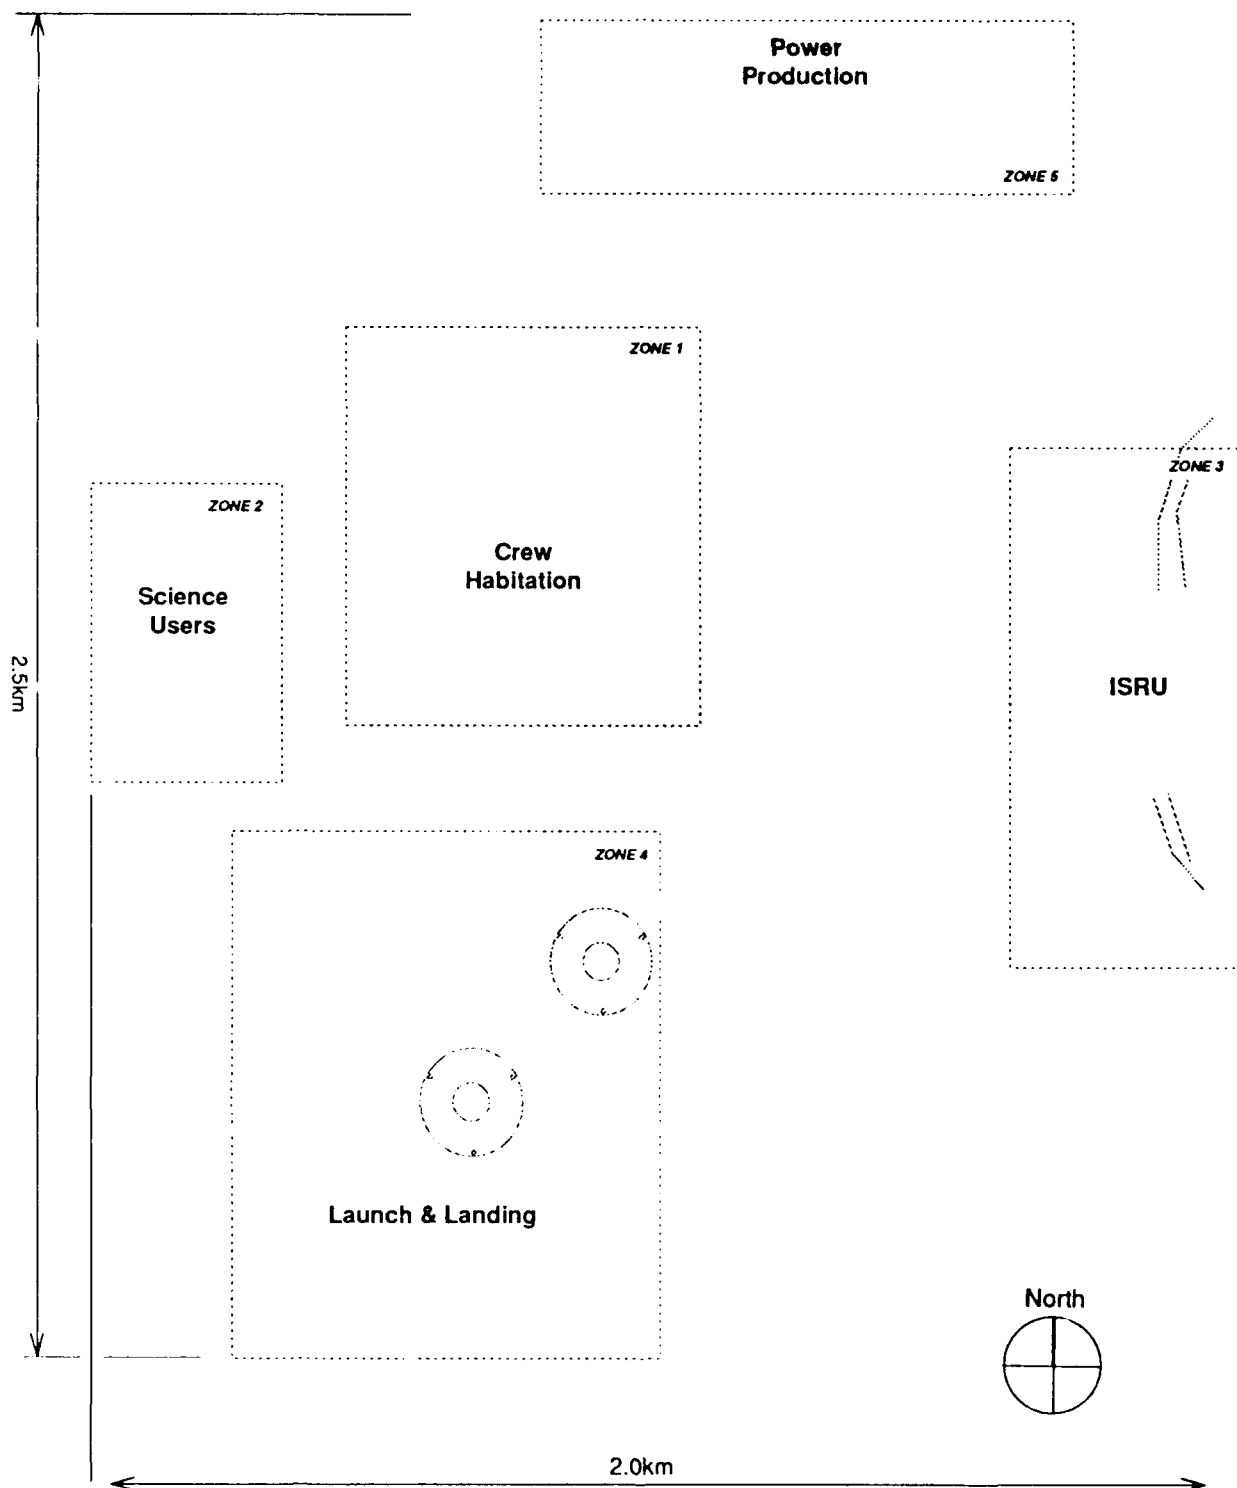 Power
Production
ZONE 5
ZONE 1
ZONE 3
ZONE 2
Crew
Habitation
Science
Users
2.5km
ISRU
ZONE 4
Launch & Landing
North
2.0km